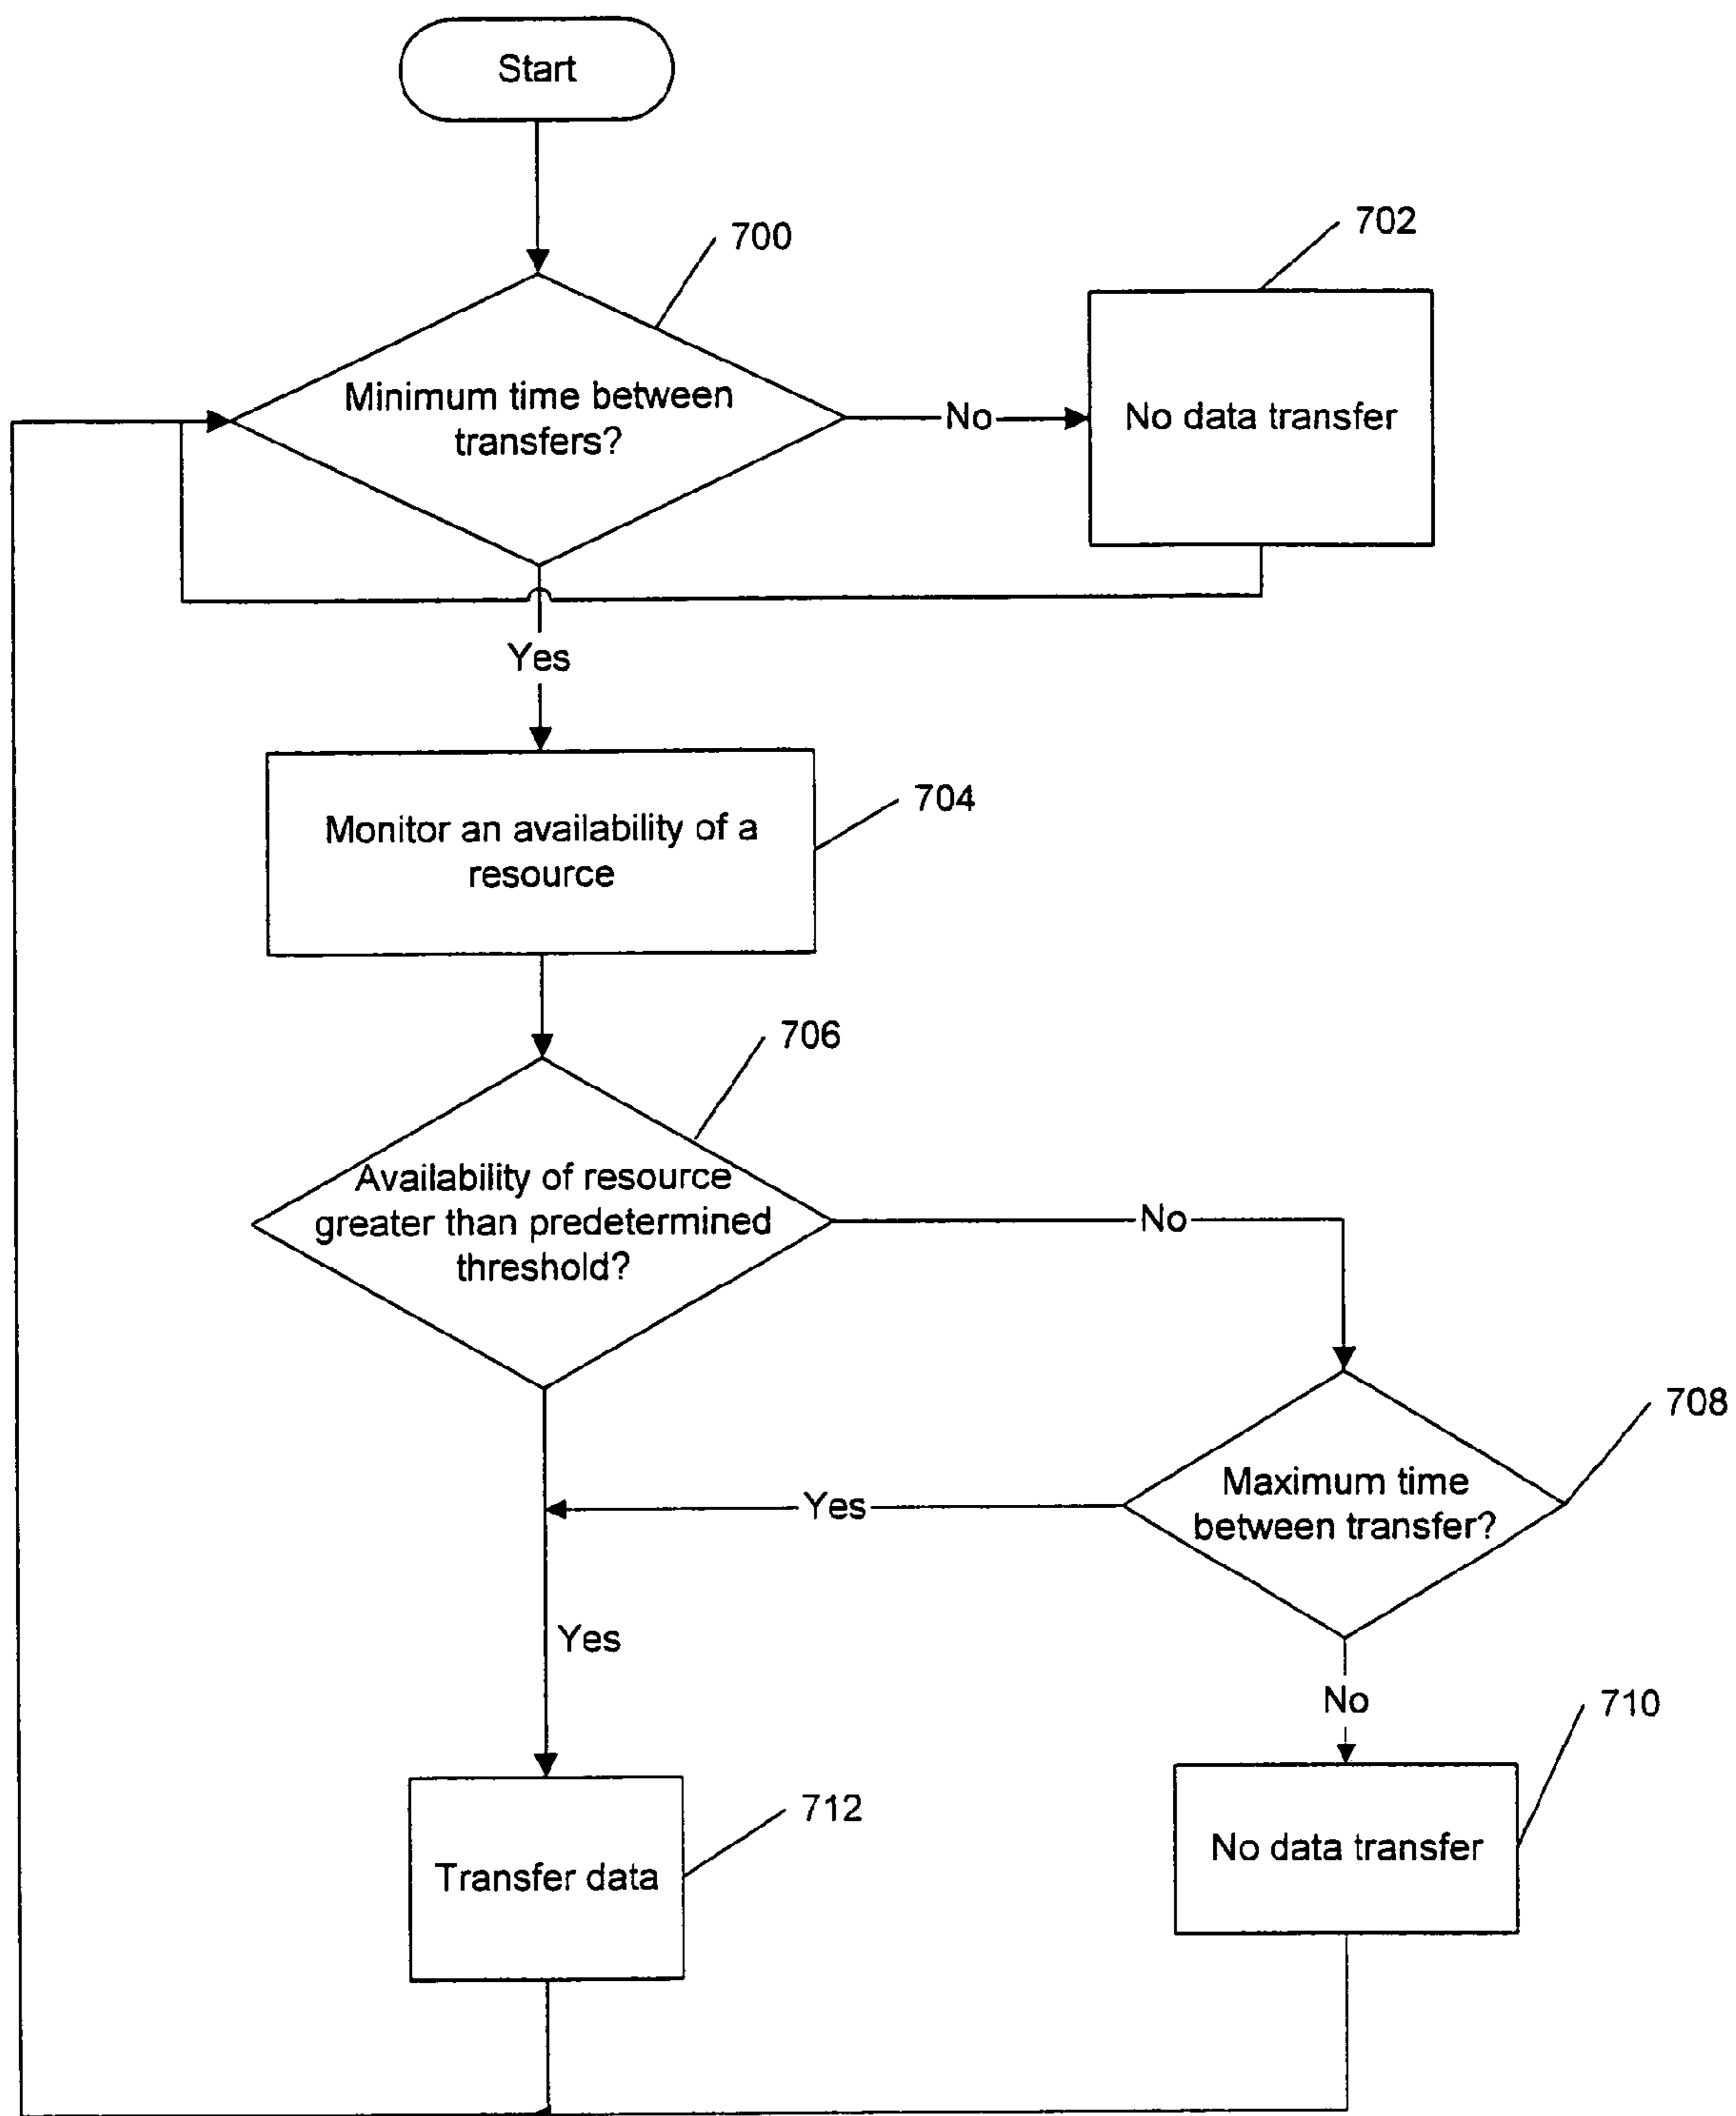 Start
700
702
Minimum time between
transfers?
No
No data transfer
Yes
704
Monitor an availability of a
resource
706
Availability of resource
greater than predetermined
threshold?
No
708
Maximum time
between transfer?
Yes
Yes
No
710
712
No data transfer
Transfer data